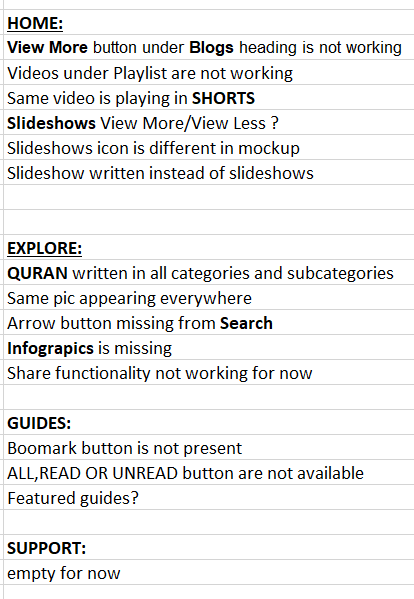 HOME:
View More button under Blogs heading is not working
Videos under Playlist are not working
Same video is playing in SHORTS
Slideshows View More/View Less ?
Slideshows icon is different in mockup
Slideshow written instead of slideshows
EXPLORE:
QURAN written in all categories and subcategories
Same pic appearing everywhere
Arrow button missing from Search
Infograpics is missing
Share functionality not working for now
GUIDES:
Boomark button is not present
ALL,READ OR UNREAD button are not available
Featured guides?
SUPPORT:
empty for now